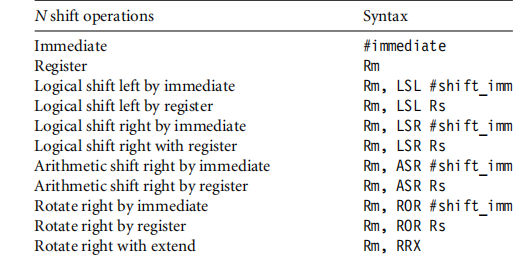 N shift operations Syntax
Immediate #immediate
Register Rm
Logical shift left by immediate Rm, LSL #shift_imm
Logical shift left by register Rm, LSL Rs
Logical shift right by immediate Rm, LSR #shift_imm
Logical shift right with register Rm, LSR Rs
Arithmetic shift right by immediate Rm, ASR #shift_imm
Arithmetic shift right by register Rm, ASR Rs
Rotate right by immediate Rm, ROR #shift_imm
Rotate right by register Rm, ROR Rs
Rotate right with extend Rm, RRX